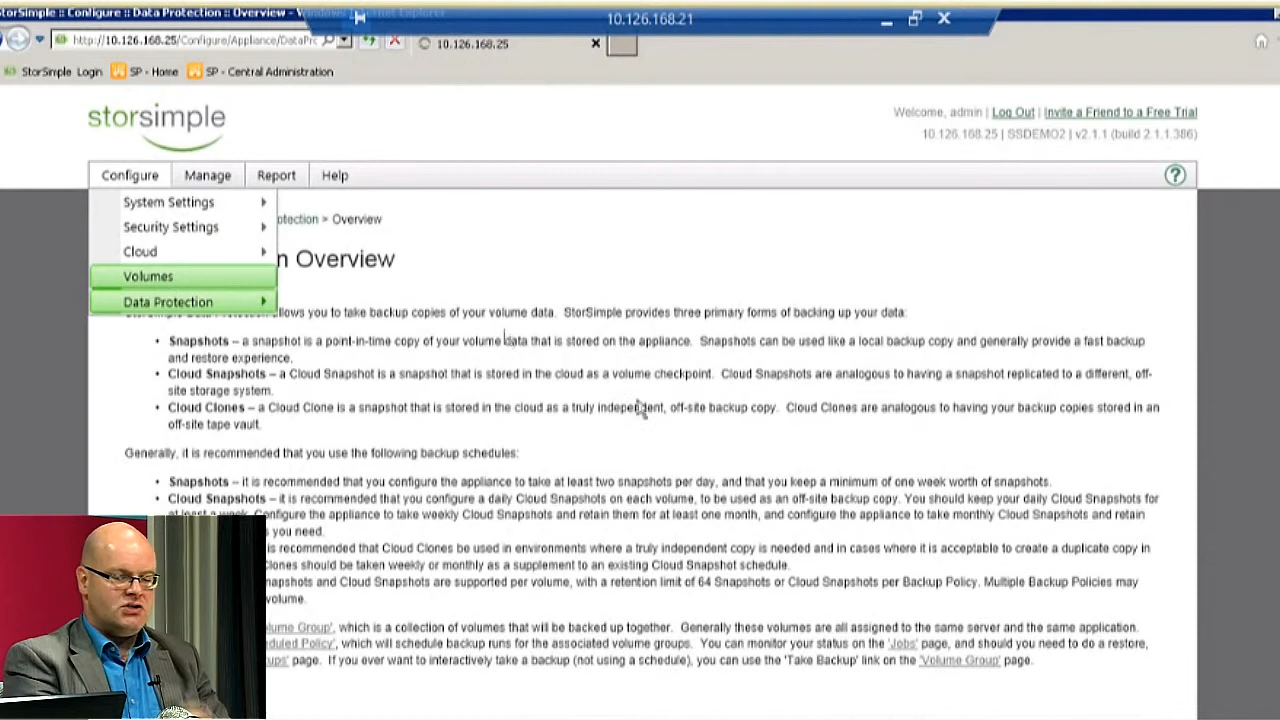 StorSimple :: Configure :: Data Protection :: Overview -
10.126.168.21
http://10.126.168.25/Configure/Appliance/DataPrc
10.126.168.25
StorSimple Login SP - Home SP - Central Administration
storsimple
Welcome, admin | Log Out | Invite a Friend to a Free Trial
10.126.168.25 | SSDEMO2 | v2.1.1 (build 2.1.1.386)
Configure Manage Report Help ?
System Settings
Security Settings
Cloud
Volumes
Data Protection
otection > Overview
n Overview
allows you to take backup copies of your volume data. StorSimple provides three primary forms of backing up your data:
• Snapshots – a snapshot is a point-in-time copy of your volume data that is stored on the appliance. Snapshots can be used like a local backup copy and generally provide a fast backup
and restore experience.
• Cloud Snapshots – a Cloud Snapshot is a snapshot that is stored in the cloud as a volume checkpoint. Cloud Snapshots are analogous to having a snapshot replicated to a different, off-
site storage system.
• Cloud Clones – a Cloud Clone is a snapshot that is stored in the cloud as a truly independent, off-site backup copy. Cloud Clones are analogous to having your backup copies stored in an
off-site tape vault.
Generally, it is recommended that you use the following backup schedules:
• Snapshots – it is recommended that you configure the appliance to take at least two snapshots per day, and that you keep a minimum of one week worth of snapshots.
• Cloud Snapshots – it is recommended that you configure a daily Cloud Snapshots on each volume, to be used as an off-site backup copy. You should keep your daily Cloud Snapshots for
at least a week. Configure the appliance to take weekly Cloud Snapshots and retain them for at least one month, and configure the appliance to take monthly Cloud Snapshots and retain
s you need.
is recommended that Cloud Clones be used in environments where a truly independent copy is needed and in cases where it is acceptable to create a duplicate copy in
lones should be taken weekly or monthly as a supplement to an existing Cloud Snapshot schedule.
napshots and Cloud Snapshots are supported per volume, with a retention limit of 64 Snapshots or Cloud Snapshots per Backup Policy. Multiple Backup Policies may
volume.
olume Group', which is a collection of volumes that will be backed up together. Generally these volumes are all assigned to the same server and the same application.
duled Policy', which will schedule backup runs for the associated volume groups. You can monitor your status on the 'Jobs' page, and should you need to do a restore,
ups' page. If you ever want to interactively take a backup (not using a schedule), you can use the 'Take Backup' link on the 'Volume Group' page.